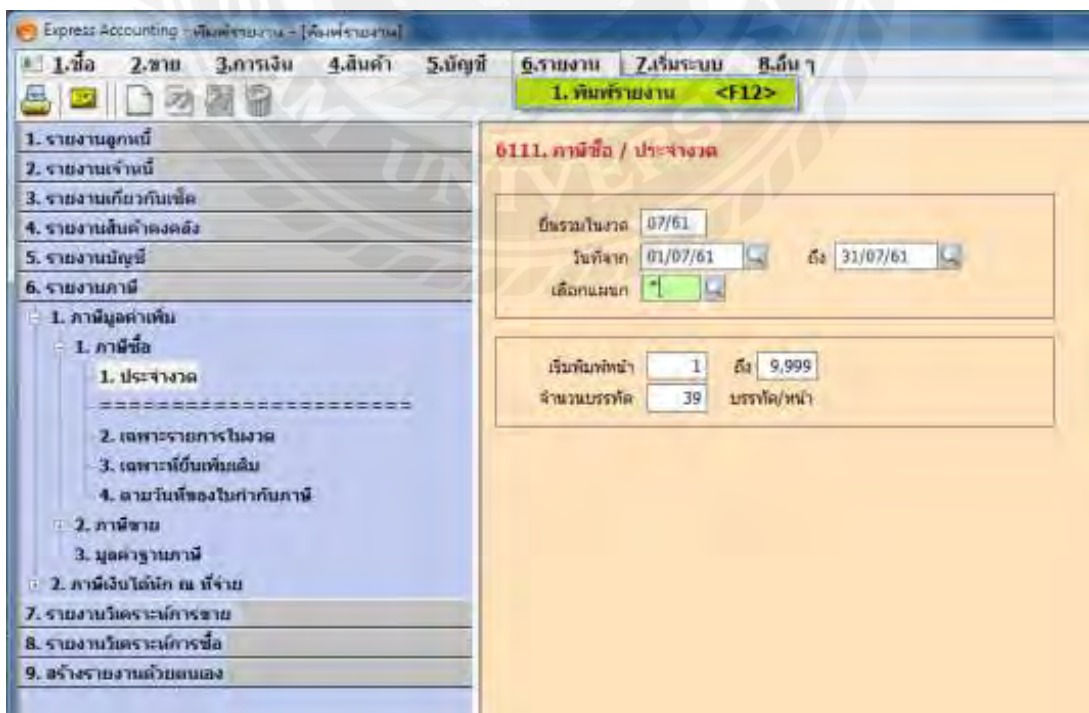 Express Accounting - พิมพ์รายงาน - [พิมพ์รายงาน]
1.ซื้อ 2.ขาย 3.การเงิน 4.สินค้า 5.บัญชี 6.รายงาน 7.เริ่มระบบ 8.อื่น ๆ
1. พิมพ์รายงาน <F12>
1. รายงานลูกหนี้
2. รายงานเจ้าหนี้
3. รายงานเกี่ยวกับเช็ค
4. รายงานสินค้าคงคลัง
5. รายงานบัญชี
6. รายงานภาษี
1. ภาษีมูลค่าเพิ่ม
1. ภาษีซื้อ
1. ประจำงวด
=======================
2. เฉพาะรายการในงวด
3. เฉพาะที่ยื่นเพิ่มเติม
4. ตามวันที่ของใบกำกับภาษี
2. ภาษีขาย
3. มูลค่าฐานภาษี
2. ภาษีเงินได้หัก ณ ที่จ่าย
7. รายงานวิเคราะห์การขาย
8. รายงานวิเคราะห์การซื้อ
9. สร้างรายงานด้วยตนเอง
6111. ภาษีซื้อ / ประจำงวด
ยื่นรวมในงวด 07/61
วันที่จาก 01/07/61 ถึง 31/07/61
เลือกแผนก *
เริ่มพิมพ์หน้า 1 ถึง 9,999
จำนวนบรรทัด 39 บรรทัด/หน้า
UNIVERSITY